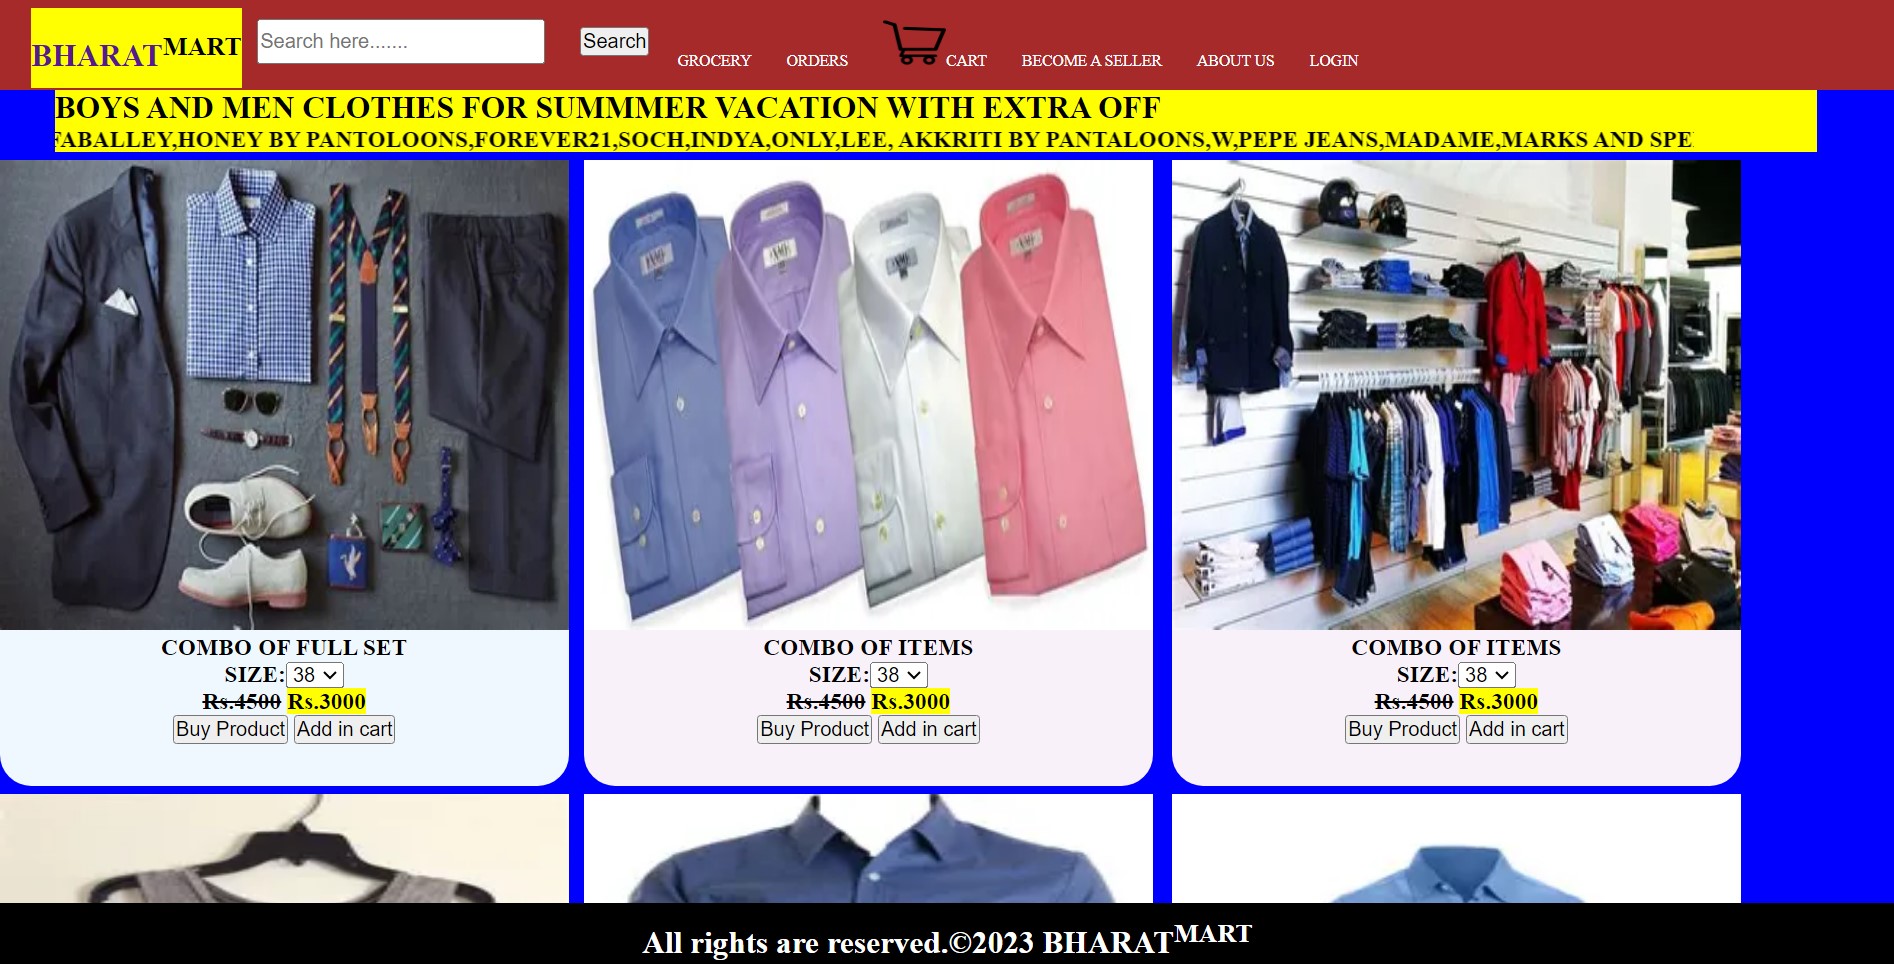 BHARATMART
Search here.......
Search
GROCERY ORDERS CART BECOME A SELLER ABOUT US LOGIN
BOYS AND MEN CLOTHES FOR SUMMMER VACATION WITH EXTRA OFF
FABALLEY,HONEY BY PANTOLOONS,FOREVER21,SOCH,INDYA,ONLY,LEE, AKKRITI BY PANTALOONS,W,PEPE JEANS,MADAME,MARKS AND SPE
COMBO OF FULL SET
SIZE: 38
Rs.4500 Rs.3000
Buy Product Add in cart
COMBO OF ITEMS
SIZE: 38
Rs.4500 Rs.3000
Buy Product Add in cart
COMBO OF ITEMS
SIZE: 38
Rs.4500 Rs.3000
Buy Product Add in cart
All rights are reserved.©2023 BHARATMART